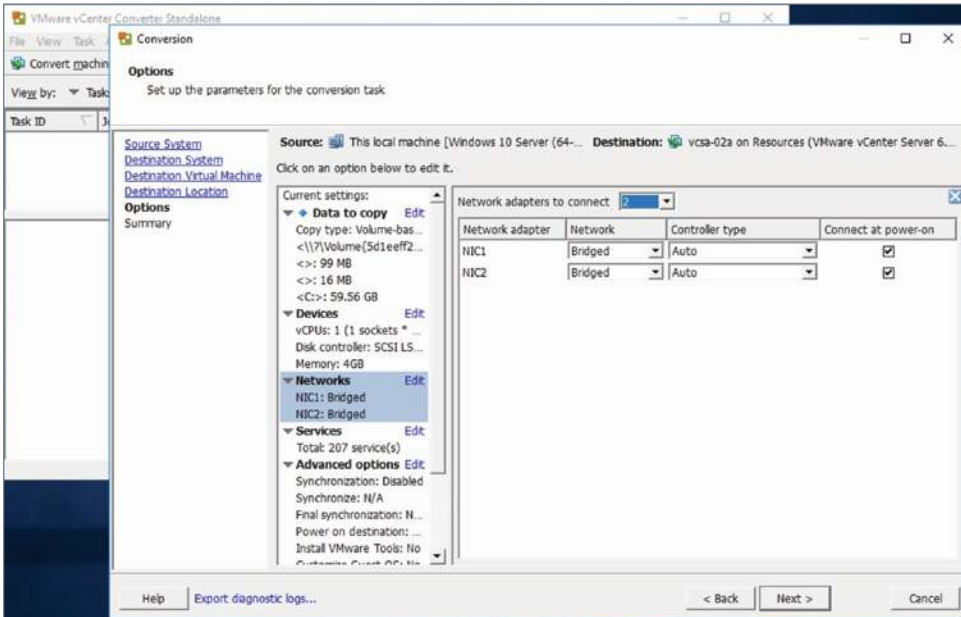 VMware vCenter Converter Standalone
File View Task
Convert machin
View by: Tasks
Task ID
Conversion
Options
Set up the parameters for the conversion task
Source System
Destination System
Destination Virtual Machine
Destination Location
Options
Summary
Source: This local machine [Windows 10 Server (64-... Destination: vcsa-02a on Resources (VMware vCenter Server 6....
Click on an option below to edit it.
Current settings:
Data to copy Edit
Copy type: Volume-bas...
<\\?\Volume{5d1eeff2...
<>: 99 MB
<>: 16 MB
<C:>: 59.56 GB
Devices Edit
vCPUs: 1 (1 sockets * ...
Disk controller: SCSI LS...
Memory: 4GB
Networks Edit
NIC1: Bridged
NIC2: Bridged
Services Edit
Total: 207 service(s)
Advanced options Edit
Synchronization: Disabled
Synchronize: N/A
Final synchronization: N...
Power on destination: ...
Install VMware Tools: No
Customize Guest OS: No
Network adapters to connect 2
Network adapter Network Controller type Connect at power-on
NIC1 Bridged Auto
NIC2 Bridged Auto
Help Export diagnostic logs... < Back Next > Cancel